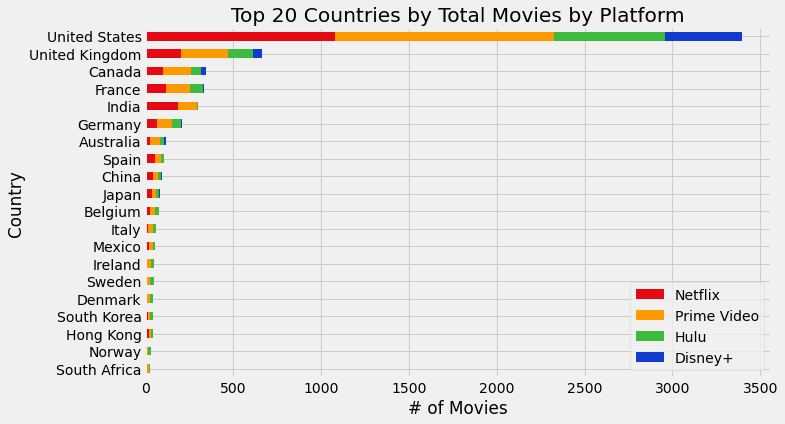 Top 20 Countries by Total Movies by Platform
Country
United States
United Kingdom
Canada
France
India
Germany
Australia
Spain
China
Japan
Belgium
Italy
Mexico
Ireland
Sweden
Denmark
South Korea
Hong Kong
Norway
South Africa
Netflix
Prime Video
Hulu
Disney+
0 500 1000 1500 2000 2500 3000 3500
# of Movies